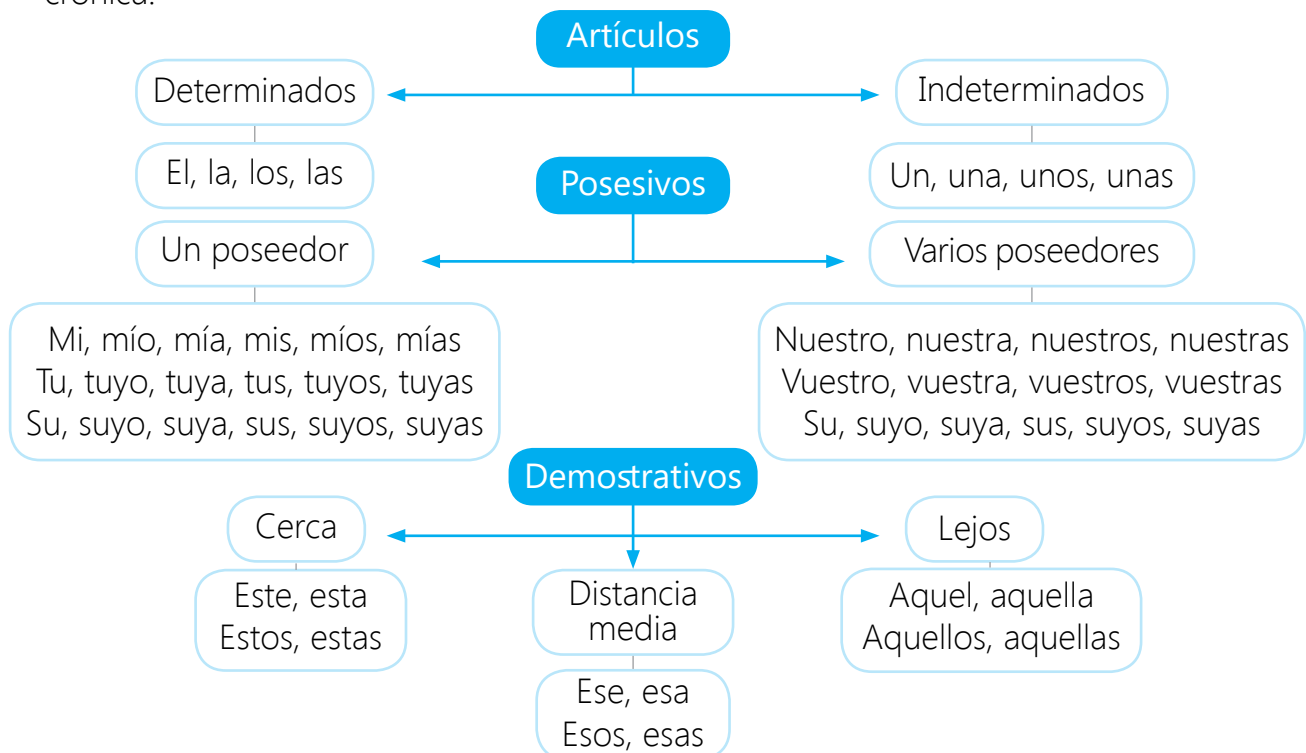 crónica.
Artículos
Determinados
Indeterminados
El, la, los, las
Un, una, unos, unas
Posesivos
Un poseedor
Varios poseedores
Mi, mío, mía, mis, míos, mías
Tu, tuyo, tuya, tus, tuyos, tuyas
Su, suyo, suya, sus, suyos, suyas
Nuestro, nuestra, nuestros, nuestras
Vuestro, vuestra, vuestros, vuestras
Su, suyo, suya, sus, suyos, suyas
Demostrativos
Cerca
Lejos
Este, esta
Estos, estas
Distancia
media
Aquel, aquella
Aquellos, aquellas
Ese, esa
Esos, esas